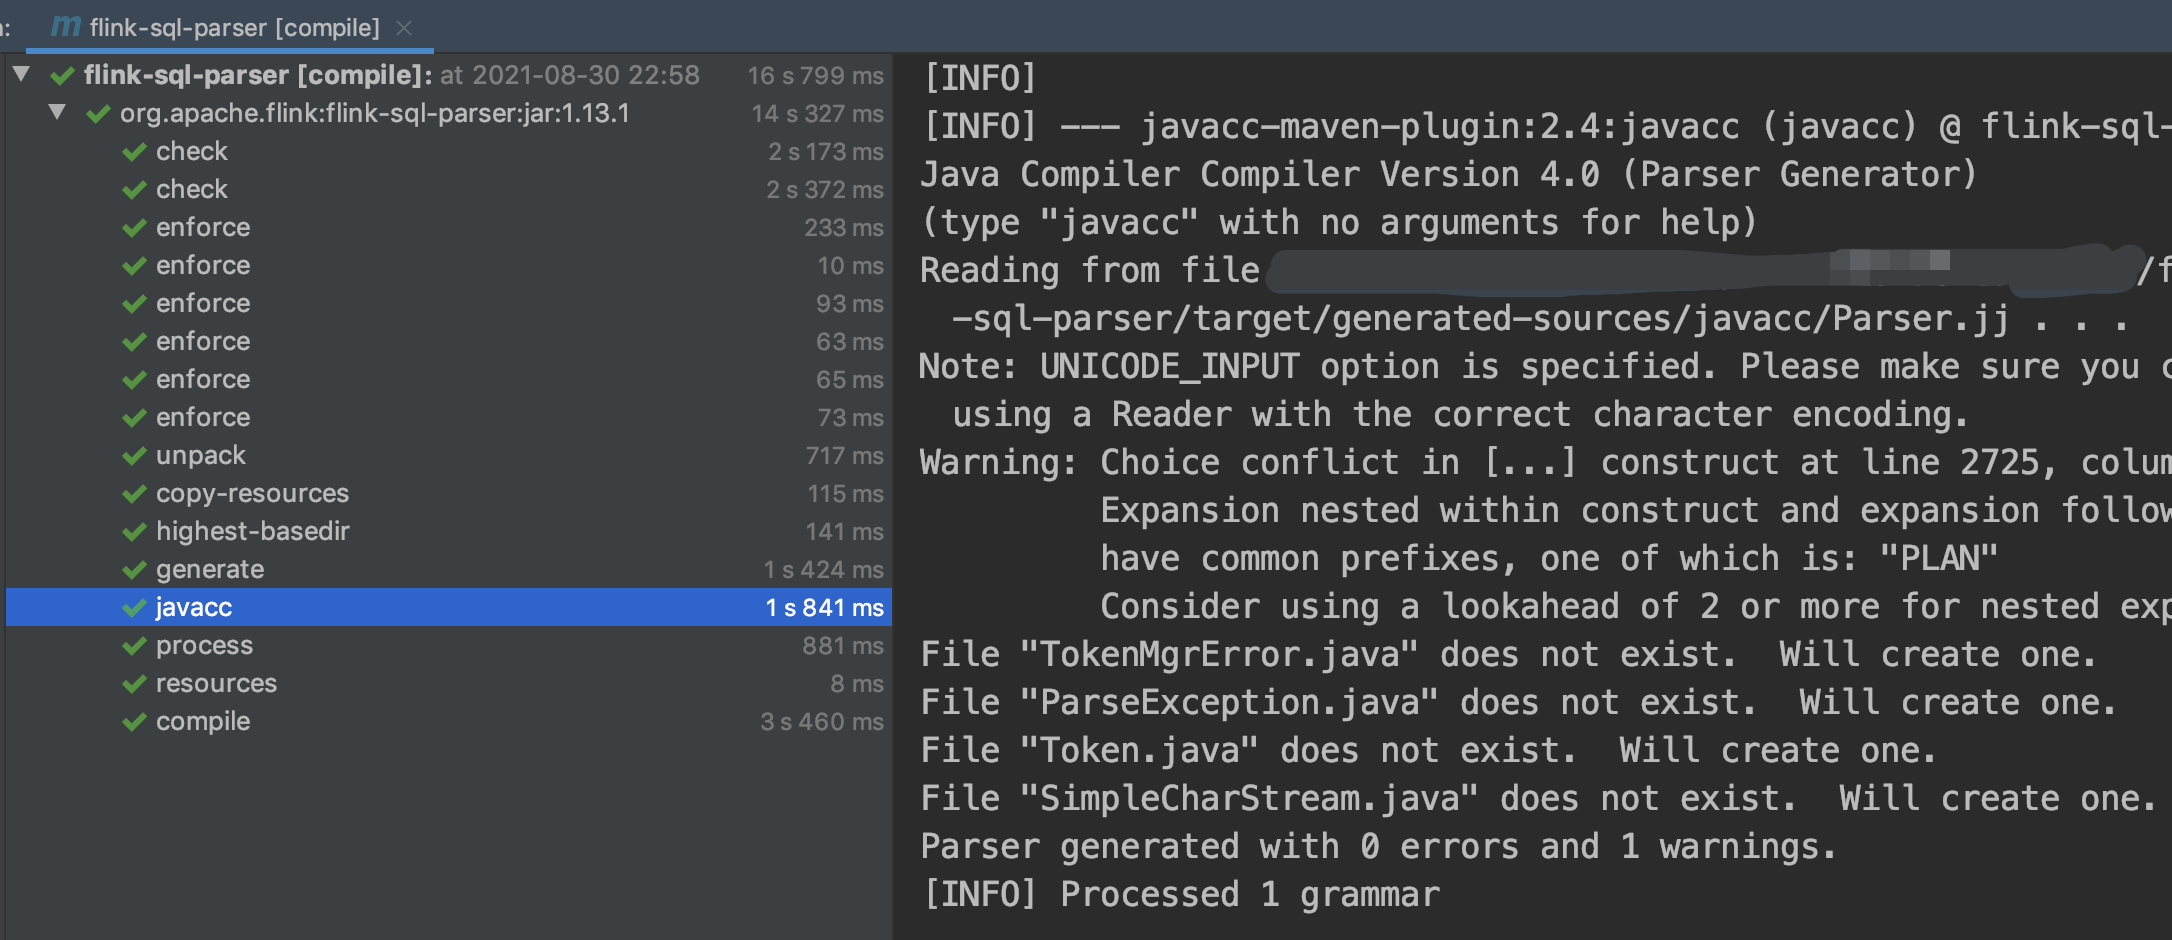 m flink-sql-parser [compile]
flink-sql-parser [compile]: at 2021-08-30 22:58 16 s 799 ms
org.apache.flink:flink-sql-parser:jar:1.13.1 14 s 327 ms
check 2 s 173 ms
check 2 s 372 ms
enforce 233 ms
enforce 10 ms
enforce 93 ms
enforce 63 ms
enforce 65 ms
enforce 73 ms
unpack 717 ms
copy-resources 115 ms
highest-basedir 141 ms
generate 1 s 424 ms
javacc 1 s 841 ms
process 881 ms
resources 8 ms
compile 3 s 460 ms
[INFO]
[INFO] --- javacc-maven-plugin:2.4:javacc (javacc) @ flink-sql-
Java Compiler Compiler Version 4.0 (Parser Generator)
(type "javacc" with no arguments for help)
Reading from file /f
-sql-parser/target/generated-sources/javacc/Parser.jj . . .
Note: UNICODE_INPUT option is specified. Please make sure you
using a Reader with the correct character encoding.
Warning: Choice conflict in [...] construct at line 2725, colum
Expansion nested within construct and expansion follow
have common prefixes, one of which is: "PLAN"
Consider using a lookahead of 2 or more for nested exp
File "TokenMgrError.java" does not exist.  Will create one.
File "ParseException.java" does not exist.  Will create one.
File "Token.java" does not exist.  Will create one.
File "SimpleCharStream.java" does not exist.  Will create one.
Parser generated with 0 errors and 1 warnings.
[INFO] Processed 1 grammar